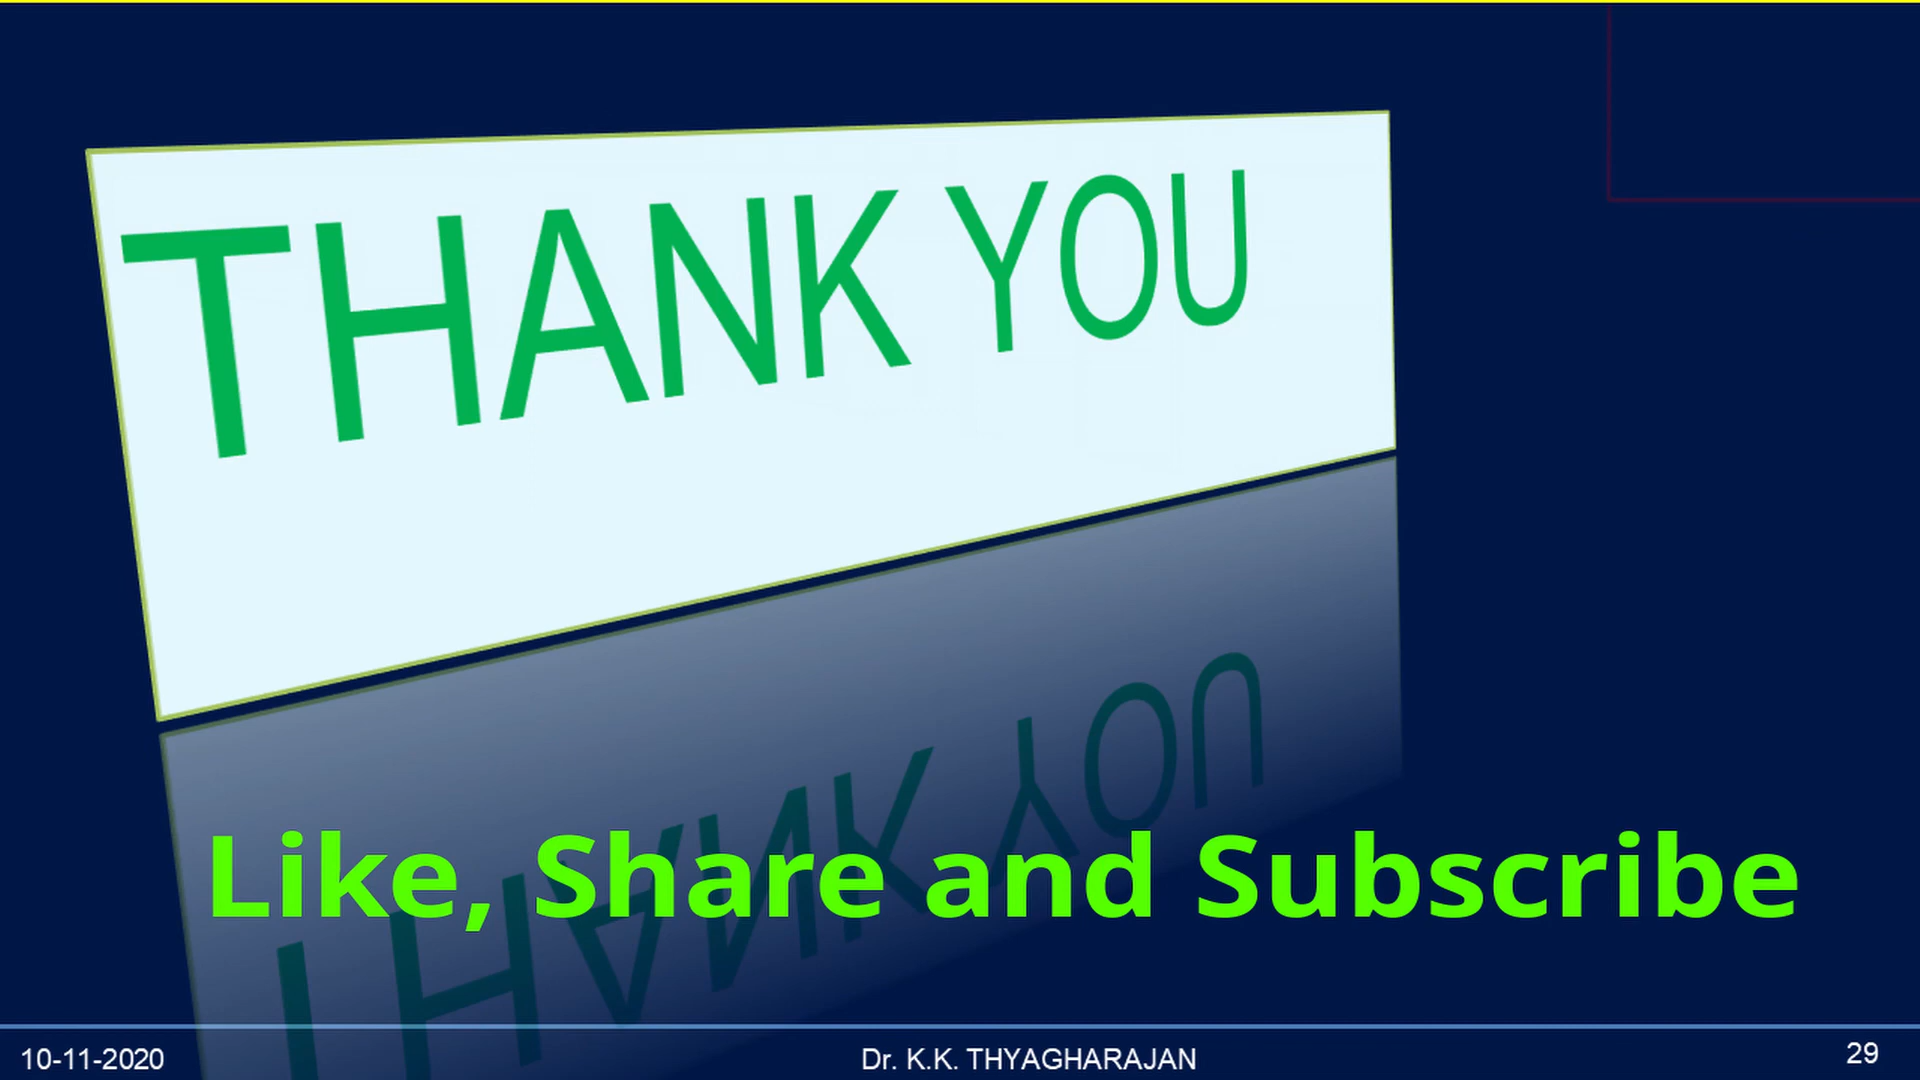 THANK YOU
Like, Share and Subscribe
10-11-2020
Dr. K.K. THYAGHARAJAN
29